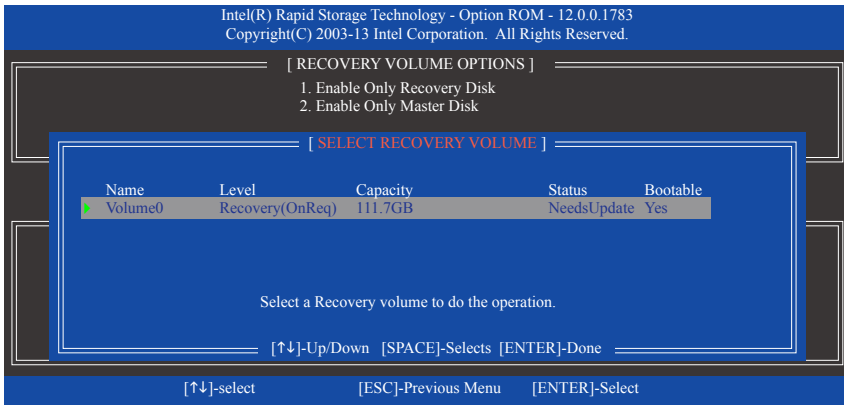 Intel(R) Rapid Storage Technology - Option ROM - 12.0.0.1783
Copyright(C) 2003-13 Intel Corporation.  All Rights Reserved.
[ RECOVERY VOLUME OPTIONS ]
1. Enable Only Recovery Disk
2. Enable Only Master Disk
[ SELECT RECOVERY VOLUME ]
Name Level Capacity Status Bootable
Volume0 Recovery(OnReq) 111.7GB NeedsUpdate Yes
Select a Recovery volume to do the operation.
[↑↓]-Up/Down [SPACE]-Selects [ENTER]-Done
[↑↓]-select [ESC]-Previous Menu [ENTER]-Select